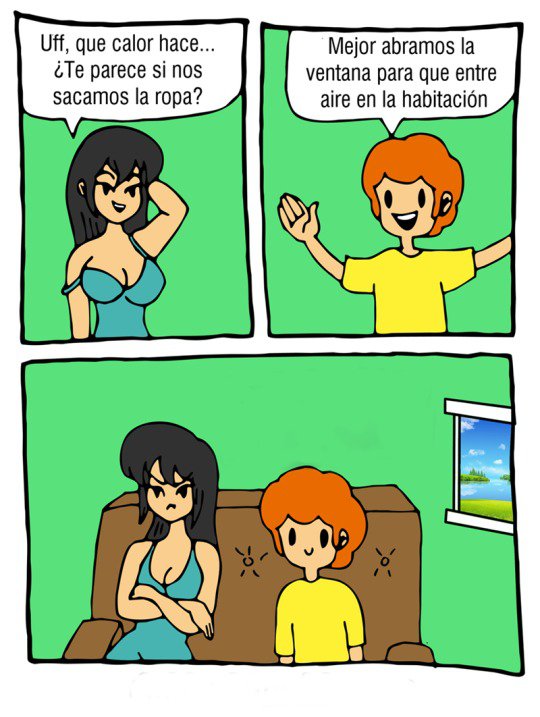 Uff, que calor hace...
¿Te parece si nos
sacamos la ropa?
Mejor abramos la
ventana para que entre
aire en la habitación